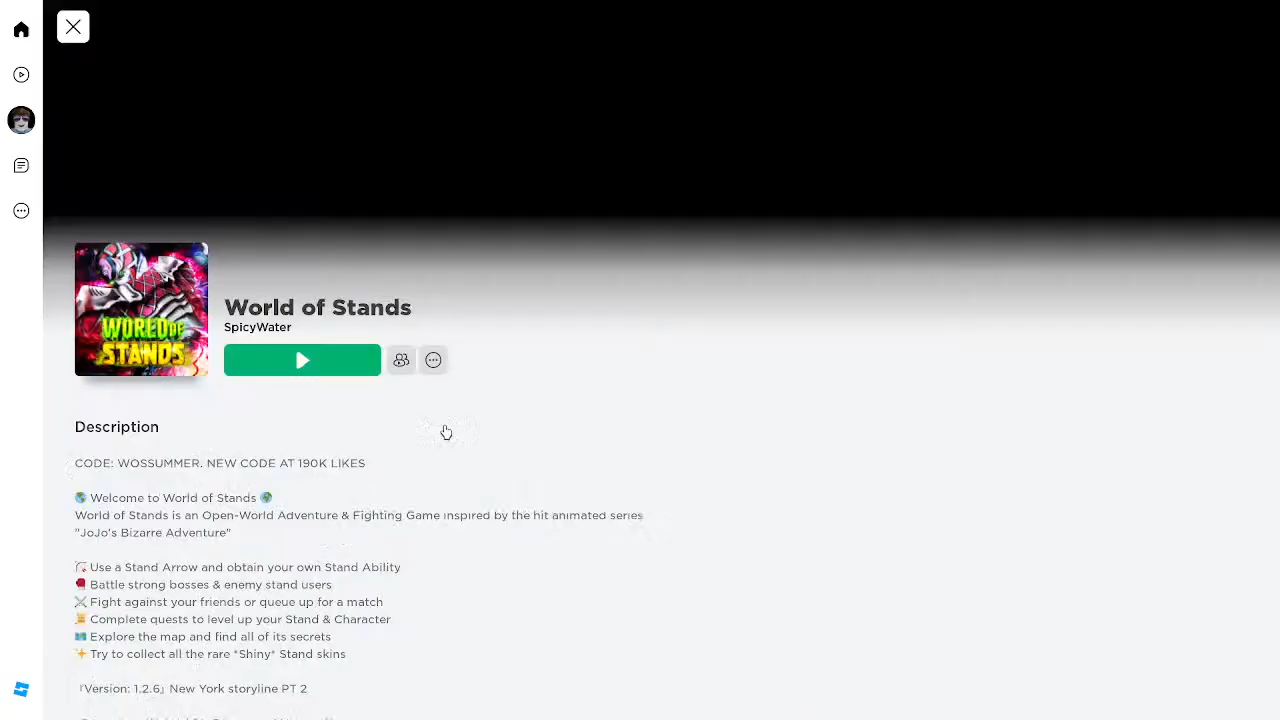 WORLD OF
STANDS
World of Stands
SpicyWater
Description
CODE: WOSSUMMER. NEW CODE AT 190K LIKES
🌎 Welcome to World of Stands 🌍
World of Stands is an Open-World Adventure & Fighting Game inspired by the hit animated series
"JoJo's Bizarre Adventure"
🏹 Use a Stand Arrow and obtain your own Stand Ability
🥊 Battle strong bosses & enemy stand users
⚔️ Fight against your friends or queue up for a match
📜 Complete quests to level up your Stand & Character
🗺️ Explore the map and find all of its secrets
✨ Try to collect all the rare *Shiny* Stand skins
『Version: 1.2.6』 New York storyline PT 2